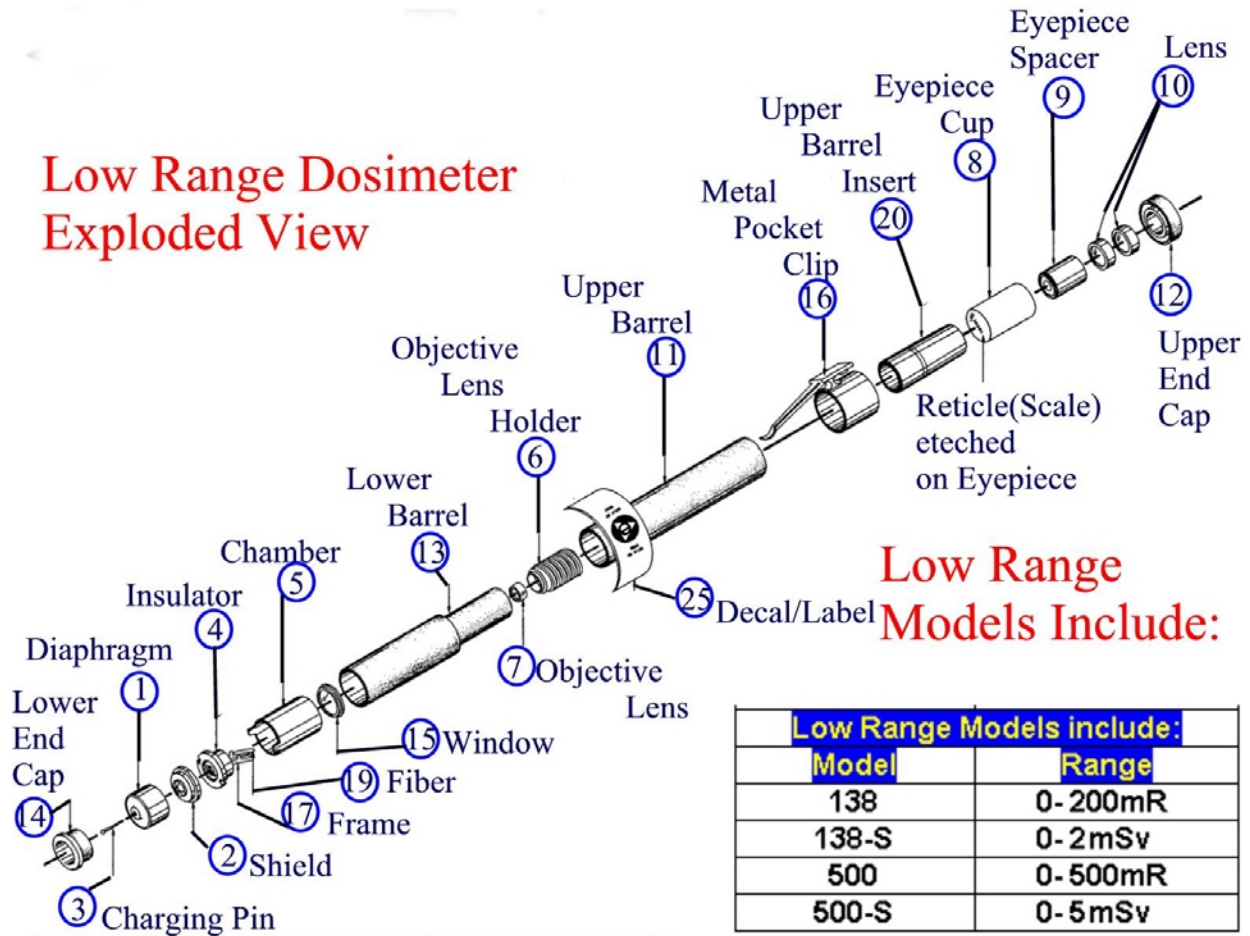 Low Range Dosimeter
Exploded View
Eyepiece
Spacer
9
Lens
10
Eyepiece
Cup
8
Upper
Barrel
Insert
20
Metal
Pocket
Clip
16
12
Upper
End
Cap
Upper
Barrel
11
Reticle(Scale)
eteched
on Eyepiece
Objective
Lens
Holder
6
Lower
Barrel
13
Chamber
5
Insulator
4
Diaphragm
1
Lower
End
Cap
14
25 Decal/Label
7 Objective
Lens
15 Window
19 Fiber
17 Frame
2 Shield
3 Charging Pin
Low Range
Models Include:
Low Range Models include:
Model Range
138 0-200mR
138-S 0-2mSv
500 0-500mR
500-S 0-5mSv